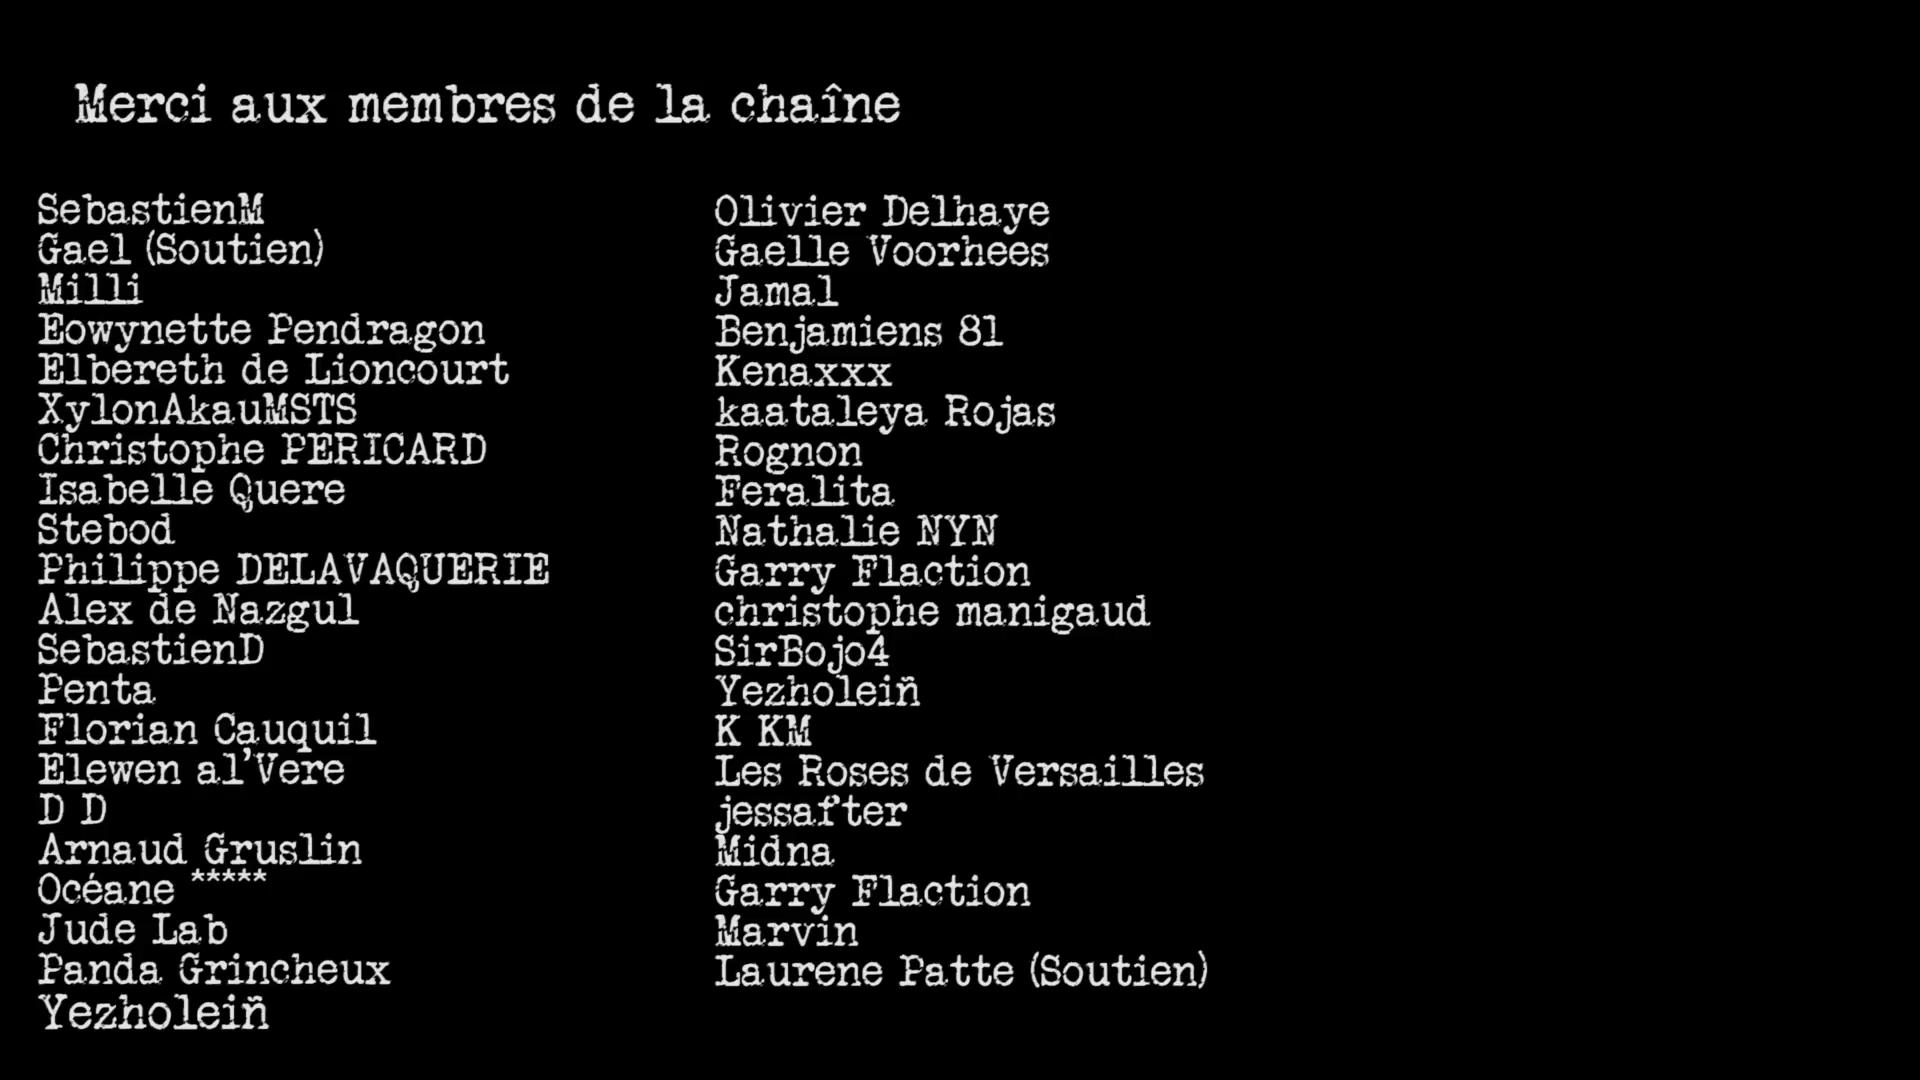 Merci aux membres de la chaîne
SebastienM
Gael (Soutien)
Milli
Eowynette Pendragon
Elbereth de Lioncourt
XylonAkauMSTS
Christophe PERICARD
Isabelle Quere
Stebod
Philippe DELAVAQUERIE
Alex de Nazgul
SebastienD
Penta
Florian Cauquil
Elewen al'Vere
D D
Arnaud Gruslin
Océane *****
Jude Lab
Panda Grincheux
Yezholeiñ
Olivier Delhaye
Gaelle Voorhees
Jamal
Benjamiens 81
Kenaxxx
kaataleya Rojas
Rognon
Feralita
Nathalie NYN
Garry Flaction
christophe manigaud
SirBojo4
Yezholeiñ
K KM
Les Roses de Versailles
jessafter
Midna
Garry Flaction
Marvin
Laurene Patte (Soutien)